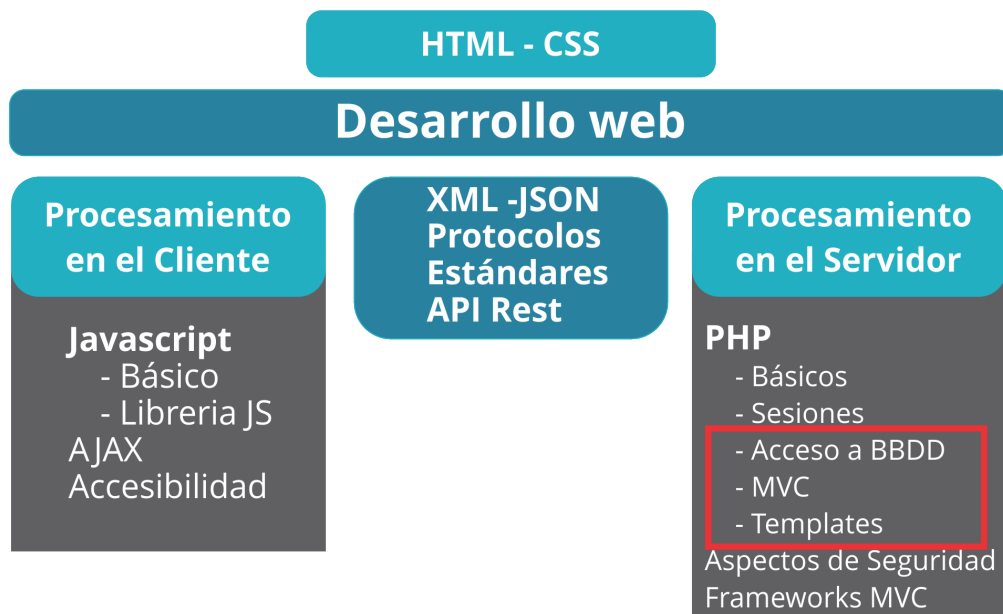 HTML - CSS
Desarrollo web
Procesamiento
en el Cliente
Javascript
- Básico
- Libreria JS
AJAX
Accesibilidad
XML -JSON
Protocolos
Estándares
API Rest
Procesamiento
en el Servidor
PHP
- Básicos
- Sesiones
- Acceso a BBDD
- MVC
- Templates
Aspectos de Seguridad
Frameworks MVC